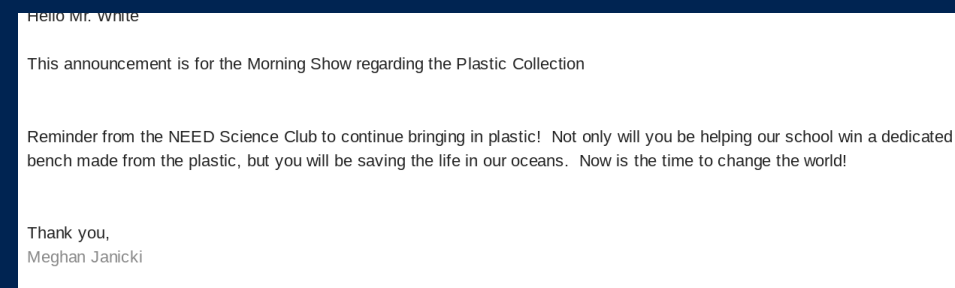 Hello Mr. White
This announcement is for the Morning Show regarding the Plastic Collection
Reminder from the NEED Science Club to continue bringing in plastic!  Not only will you be helping our school win a dedicated
bench made from the plastic, but you will be saving the life in our oceans.  Now is the time to change the world!
Thank you,
Meghan Janicki